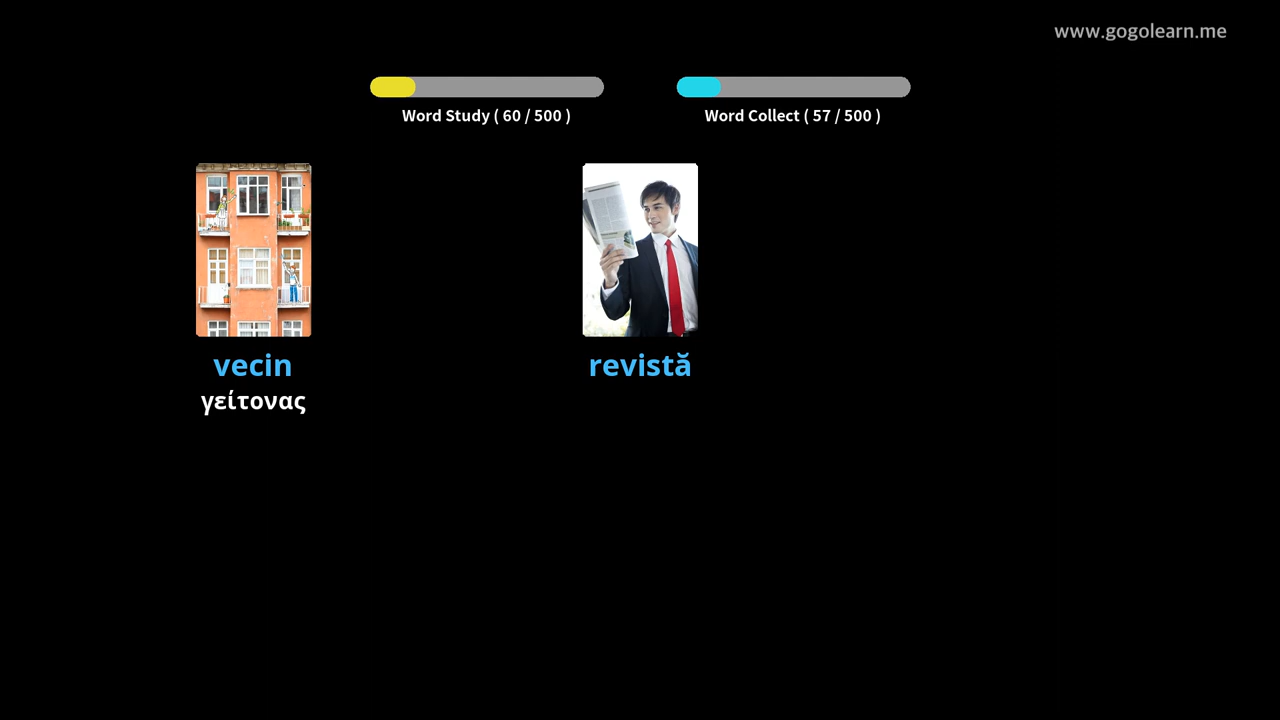 www.gogolearn.me
Word Study ( 60 / 500 )
Word Collect ( 57 / 500 )
vecin
γείτονας
revistă